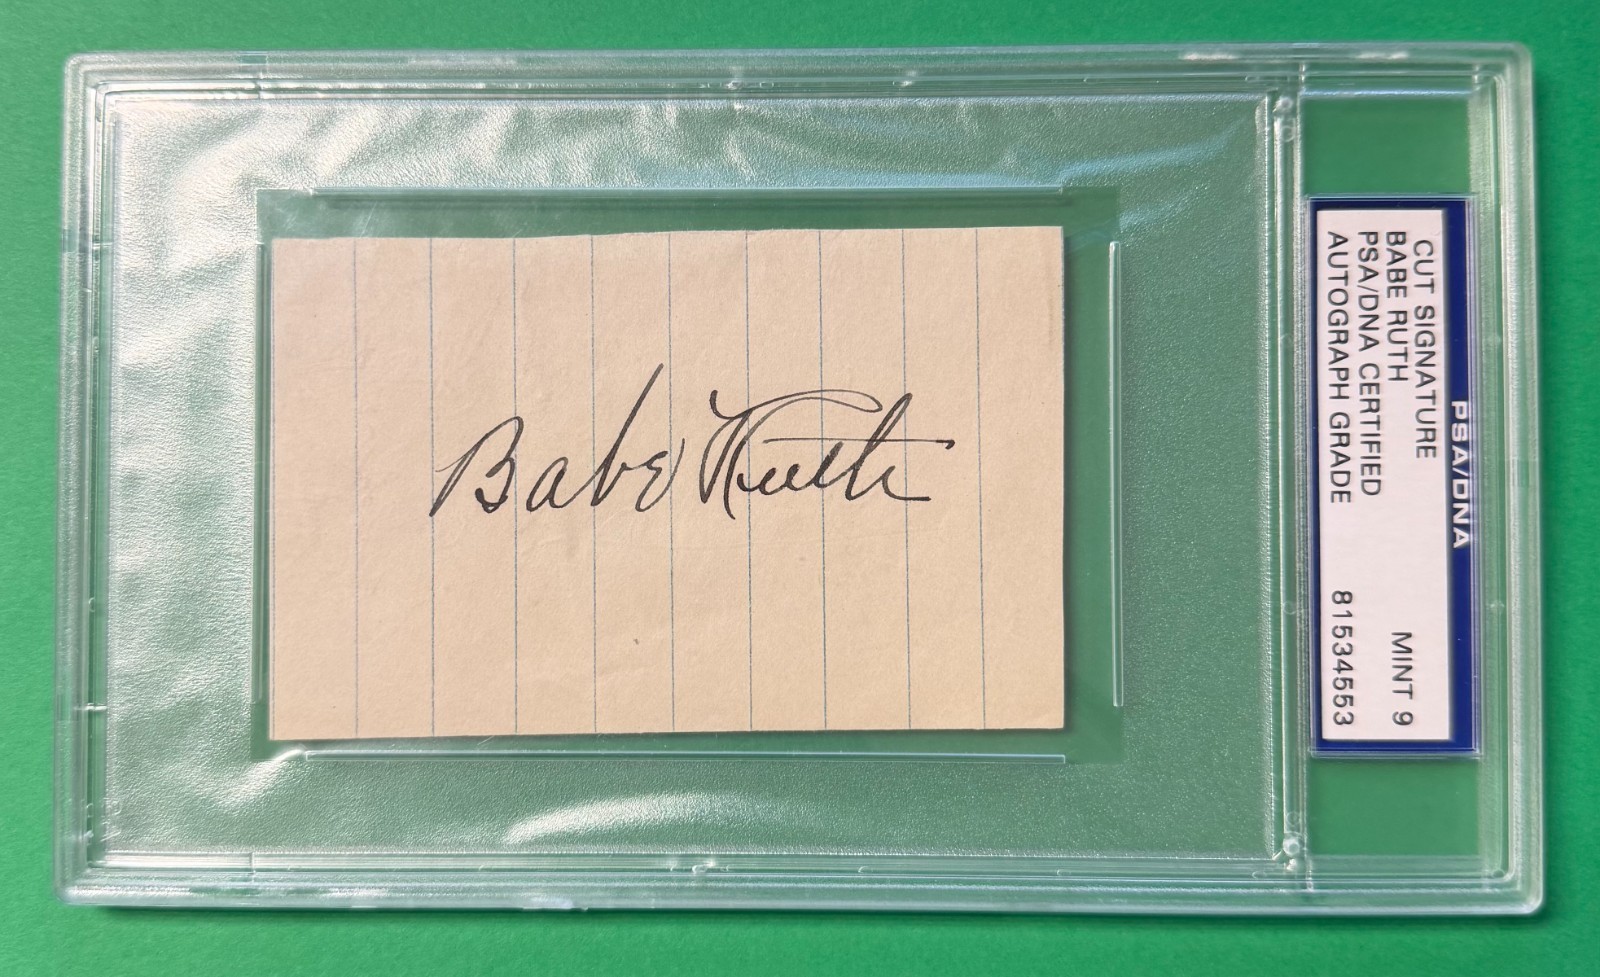 Babe Ruth
PSA/DNA
CUT SIGNATURE
BABE RUTH MINT 9
PSA/DNA CERTIFIED
AUTOGRAPH GRADE 81534553